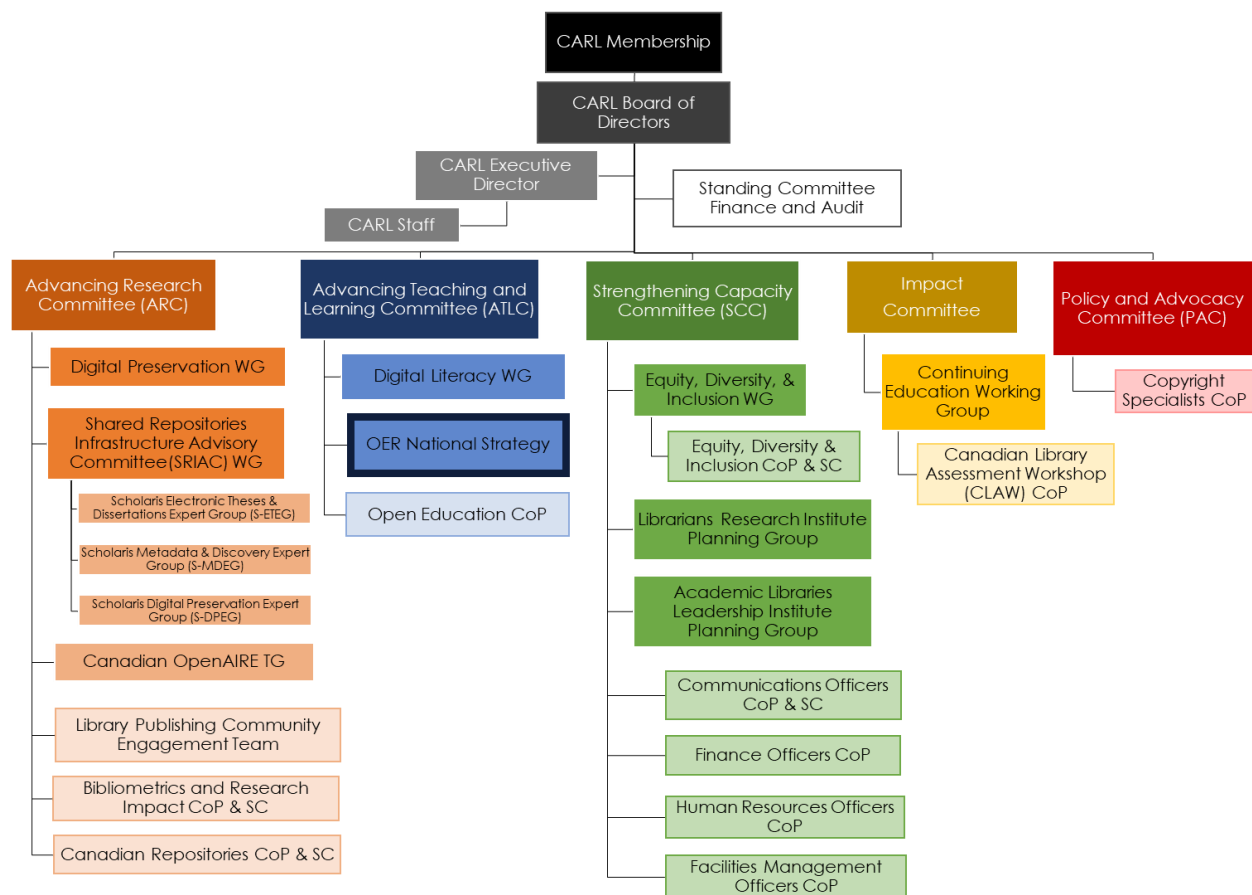 CARL Membership
CARL Board of
Directors
CARL Executive
Director
Standing Committee
Finance and Audit
CARL Staff
Advancing Research
Committee (ARC)
Digital Preservation WG
Shared Repositories
Infrastructure Advisory
Committee(SRIAC) WG
Scholaris Electronic Theses &
Dissertations Expert Group (S-ETEG)
Scholaris Metadata & Discovery Expert
Group (S-MDEG)
Scholaris Digital Preservation Expert
Group (S-DPEG)
Canadian OpenAIRE TG
Library Publishing Community
Engagement Team
Bibliometrics and Research
Impact CoP & SC
Canadian Repositories CoP & SC
Advancing Teaching and
Learning Committee (ATLC)
Digital Literacy WG
OER National Strategy
Open Education CoP
Strengthening Capacity
Committee (SCC)
Equity, Diversity, &
Inclusion WG
Equity, Diversity &
Inclusion CoP & SC
Librarians Research Institute
Planning Group
Academic Libraries
Leadership Institute
Planning Group
Communications Officers
CoP & SC
Finance Officers CoP
Human Resources Officers
CoP
Facilities Management
Officers CoP
Impact
Committee
Continuing
Education Working
Group
Canadian Library
Assessment Workshop
(CLAW) CoP
Policy and Advocacy
Committee (PAC)
Copyright
Specialists CoP